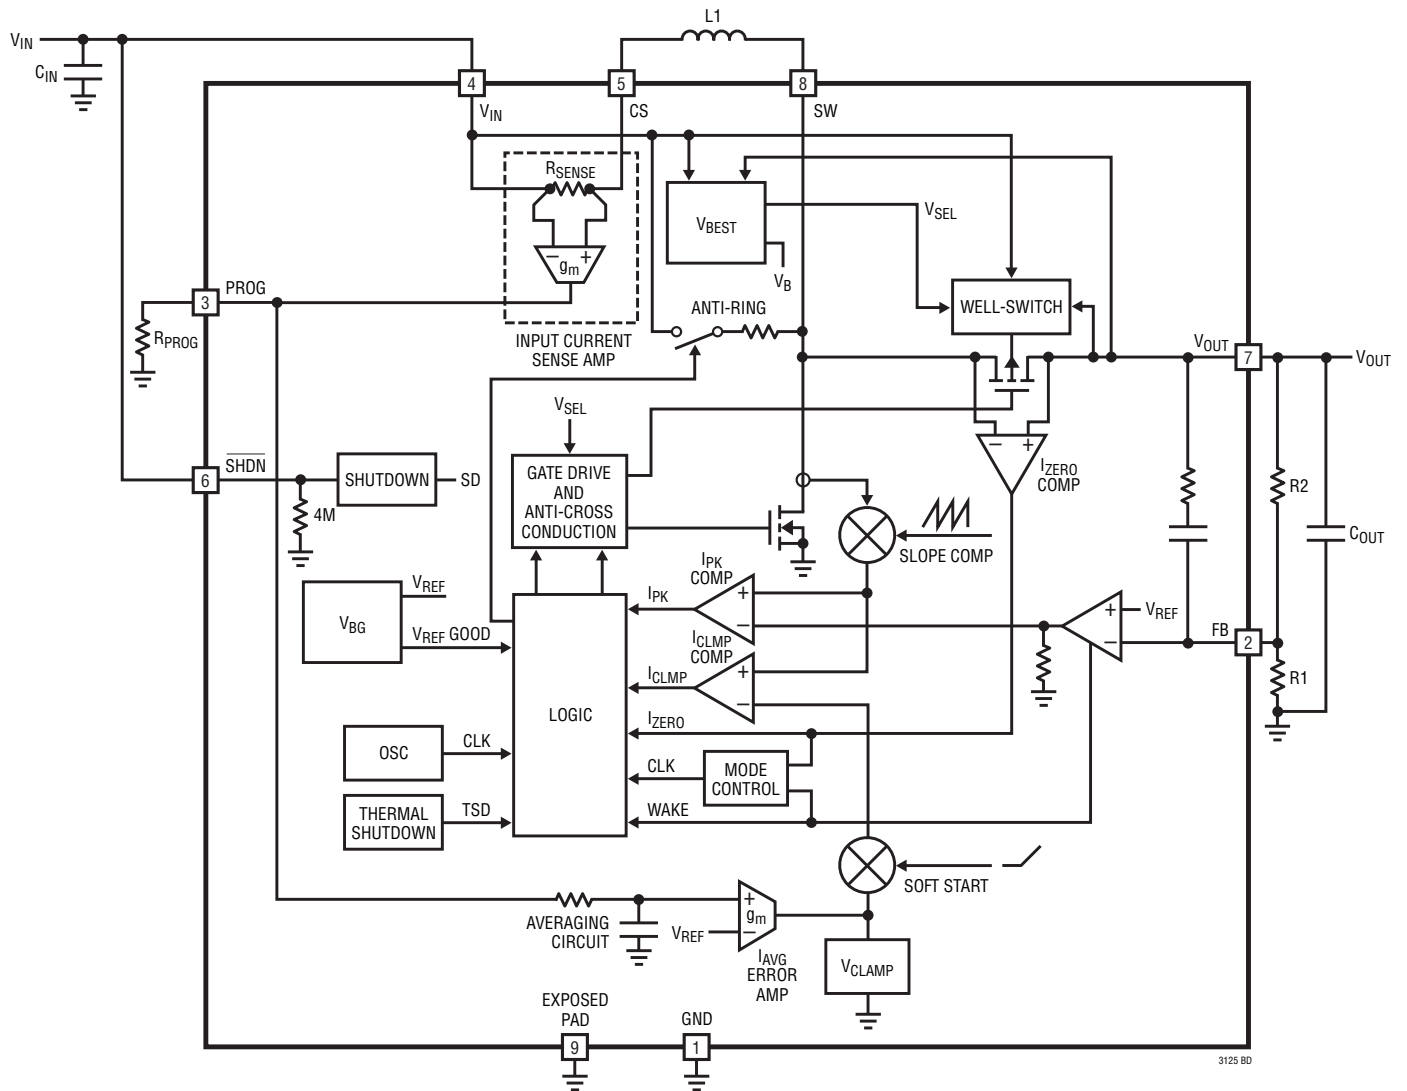 L1
VIN
CIN
4
5
8
VIN
CS
SW
RSENSE
VBEST
VSEL
VB
− +
gm
WELL-SWITCH
3
PROG
RPROG
ANTI-RING
INPUT CURRENT
SENSE AMP
VOUT
7
VOUT
VSEL
− +
IZERO
COMP
6
SHDN
SHUTDOWN
SD
4M
GATE DRIVE
AND
ANTI-CROSS
CONDUCTION
R2
COUT
SLOPE COMP
IPK
COMP
VBG
VREF
VREF GOOD
IPK
+
−
+
−
VREF
FB
2
ICLMP
COMP
ICLMP
+
−
R1
LOGIC
IZERO
OSC
CLK
CLK
MODE
CONTROL
THERMAL
SHUTDOWN
TSD
WAKE
SOFT START
AVERAGING
CIRCUIT
+
gm
−
VREF
IAVG
ERROR
AMP
VCLAMP
EXPOSED
PAD
9
GND
1
3125 BD